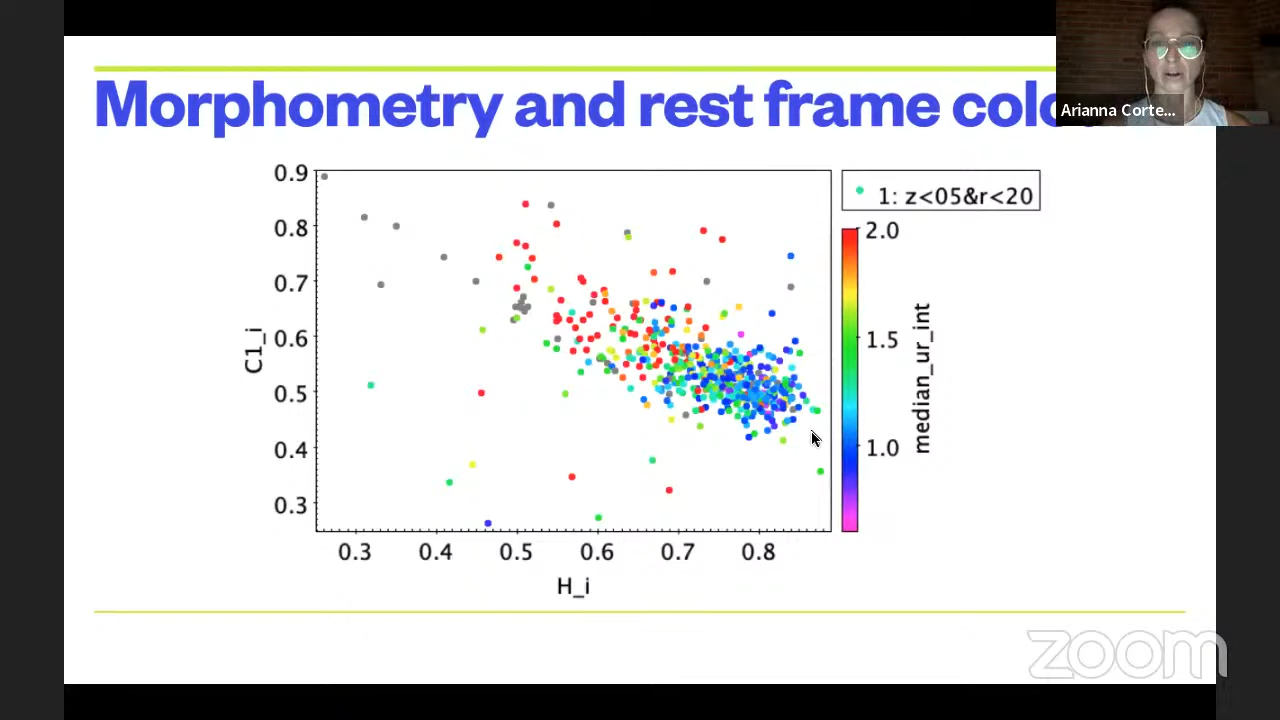 Morphometry and rest frame colo
Arianna Corte...
1: z<05&r<20
0.9
0.8
0.7
0.6
0.5
0.4
0.3
C1_i
0.3 0.4 0.5 0.6 0.7 0.8
H_i
2.0
1.5
1.0
median_ur_int
zoom